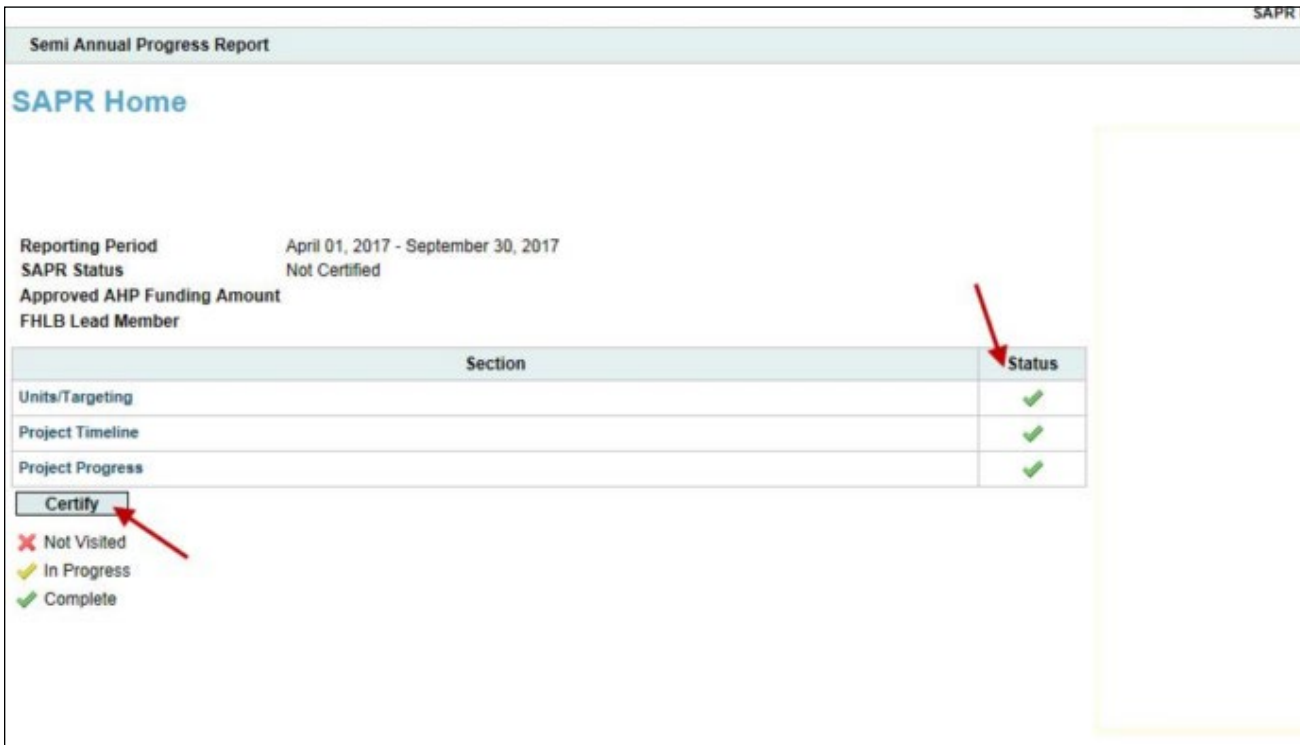 SAPR
Semi Annual Progress Report
SAPR Home
Reporting Period April 01, 2017 - September 30, 2017
SAPR Status Not Certified
Approved AHP Funding Amount
FHLB Lead Member
Section Status
Units/Targeting
Project Timeline
Project Progress
Certify
Not Visited
In Progress
Complete